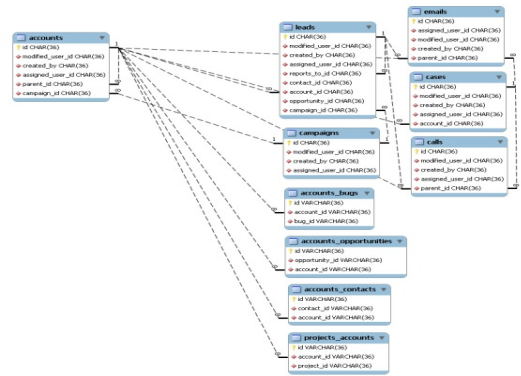 accounts
id CHAR(36)
modified_user_id CHAR(36)
created_by CHAR(36)
assigned_user_id CHAR(36)
parent_id CHAR(36)
campaign_id CHAR(36)
leads
id CHAR(36)
modified_user_id CHAR(36)
created_by CHAR(36)
assigned_user_id CHAR(36)
reports_to_id CHAR(36)
contact_id CHAR(36)
account_id CHAR(36)
opportunity_id CHAR(36)
campaign_id CHAR(36)
campaigns
id CHAR(36)
modified_user_id CHAR(36)
created_by CHAR(36)
assigned_user_id CHAR(36)
accounts_bugs
id VARCHAR(36)
account_id VARCHAR(36)
bug_id VARCHAR(36)
accounts_opportunities
id VARCHAR(36)
opportunity_id VARCHAR(36)
account_id VARCHAR(36)
accounts_contacts
id VARCHAR(36)
contact_id VARCHAR(36)
account_id VARCHAR(36)
projects_accounts
id VARCHAR(36)
account_id VARCHAR(36)
project_id VARCHAR(36)
emails
id CHAR(36)
assigned_user_id CHAR(36)
modified_user_id CHAR(36)
created_by CHAR(36)
parent_id CHAR(36)
cases
id CHAR(36)
modified_user_id CHAR(36)
created_by CHAR(36)
assigned_user_id CHAR(36)
account_id CHAR(36)
calls
id CHAR(36)
modified_user_id CHAR(36)
created_by CHAR(36)
assigned_user_id CHAR(36)
parent_id CHAR(36)